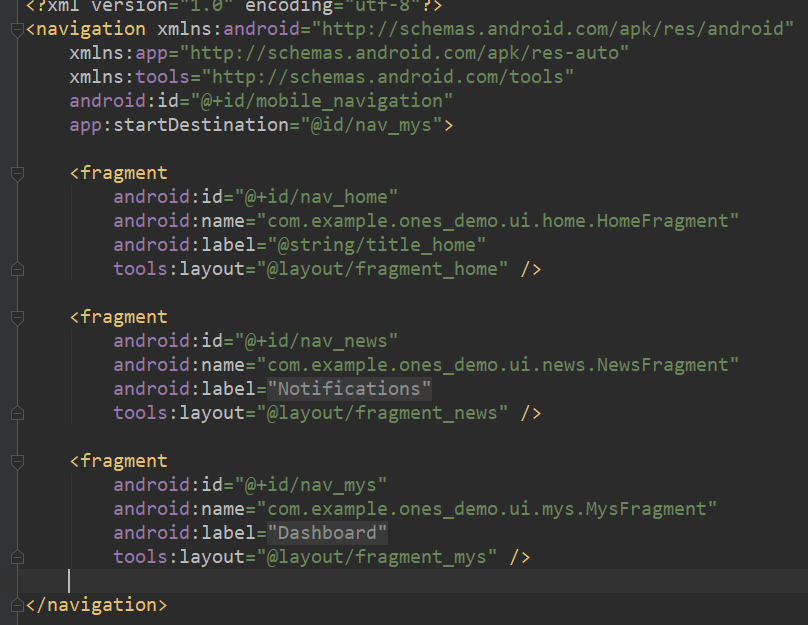 <?xml version="1.0" encoding="utf-8"?>
<navigation xmlns:android="http://schemas.android.com/apk/res/android"
    xmlns:app="http://schemas.android.com/apk/res-auto"
    xmlns:tools="http://schemas.android.com/tools"
    android:id="@+id/mobile_navigation"
    app:startDestination="@id/nav_mys">

    <fragment
        android:id="@+id/nav_home"
        android:name="com.example.ones_demo.ui.home.HomeFragment"
        android:label="@string/title_home"
        tools:layout="@layout/fragment_home" />

    <fragment
        android:id="@+id/nav_news"
        android:name="com.example.ones_demo.ui.news.NewsFragment"
        android:label="Notifications"
        tools:layout="@layout/fragment_news" />

    <fragment
        android:id="@+id/nav_mys"
        android:name="com.example.ones_demo.ui.mys.MysFragment"
        android:label="Dashboard"
        tools:layout="@layout/fragment_mys" />

</navigation>